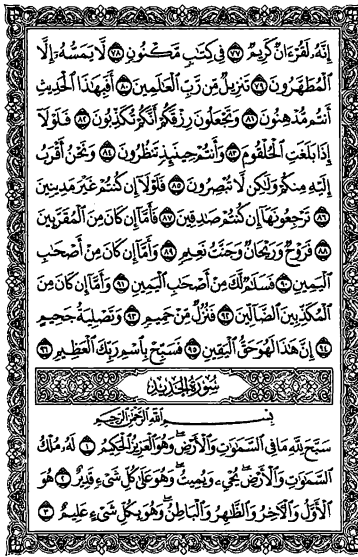 إِنَّهُۥ لَقُرْءَانٌ كَرِيمٌ ٧٧ فِي كِتَٰبٍ مَّكْنُونٍ ٧٨ لَّا يَمَسُّهُۥٓ إِلَّا
ٱلْمُطَهَّرُونَ ٧٩ تَنزِيلٌ مِّن رَّبِّ ٱلْعَٰلَمِينَ ٨٠ أَفَبِهَٰذَا ٱلْحَدِيثِ
أَنتُم مُّدْهِنُونَ ٨١ وَتَجْعَلُونَ رِزْقَكُمْ أَنَّكُمْ تُكَذِّبُونَ ٨٢ فَلَوْلَآ
إِذَا بَلَغَتِ ٱلْحُلْقُومَ ٨٣ وَأَنتُمْ حِينَئِذٍ تَنظُرُونَ ٨٤ وَنَحْنُ أَقْرَبُ
إِلَيْهِ مِنكُمْ وَلَٰكِن لَّا تُبْصِرُونَ ٨٥ فَلَوْلَآ إِن كُنتُمْ غَيْرَ مَدِينِينَ
٨٦ تَرْجِعُونَهَآ إِن كُنتُمْ صَٰدِقِينَ ٨٧ فَأَمَّآ إِن كَانَ مِنَ ٱلْمُقَرَّبِينَ
٨٨ فَرَوْحٌ وَرَيْحَانٌ وَجَنَّتُ نَعِيمٍ ٨٩ وَأَمَّآ إِن كَانَ مِنْ أَصْحَٰبِ
ٱلْيَمِينِ ٩٠ فَسَلَٰمٌ لَّكَ مِنْ أَصْحَٰبِ ٱلْيَمِينِ ٩١ وَأَمَّآ إِن كَانَ مِنَ
ٱلْمُكَذِّبِينَ ٱلضَّآلِّينَ ٩٢ فَنُزُلٌ مِّنْ حَمِيمٍ ٩٣ وَتَصْلِيَةُ جَحِيمٍ
٩٤ إِنَّ هَٰذَا لَهُوَ حَقُّ ٱلْيَقِينِ ٩٥ فَسَبِّحْ بِٱسْمِ رَبِّكَ ٱلْعَظِيمِ ٩٦
سُورَةُ الحَدِيدِ
بِسْمِ ٱللَّهِ ٱلرَّحْمَٰنِ ٱلرَّحِيمِ
سَبَّحَ لِلَّهِ مَا فِي ٱلسَّمَٰوَٰتِ وَٱلْأَرْضِ ۖ وَهُوَ ٱلْعَزِيزُ ٱلْحَكِيمُ ١ لَهُۥ مُلْكُ
ٱلسَّمَٰوَٰتِ وَٱلْأَرْضِ ۖ يُحْيِۦ وَيُمِيتُ ۖ وَهُوَ عَلَىٰ كُلِّ شَيْءٍ قَدِيرٌ ٢ هُوَ
ٱلْأَوَّلُ وَٱلْءَاخِرُ وَٱلظَّٰهِرُ وَٱلْبَاطِنُ ۖ وَهُوَ بِكُلِّ شَيْءٍ عَلِيمٌ ٣